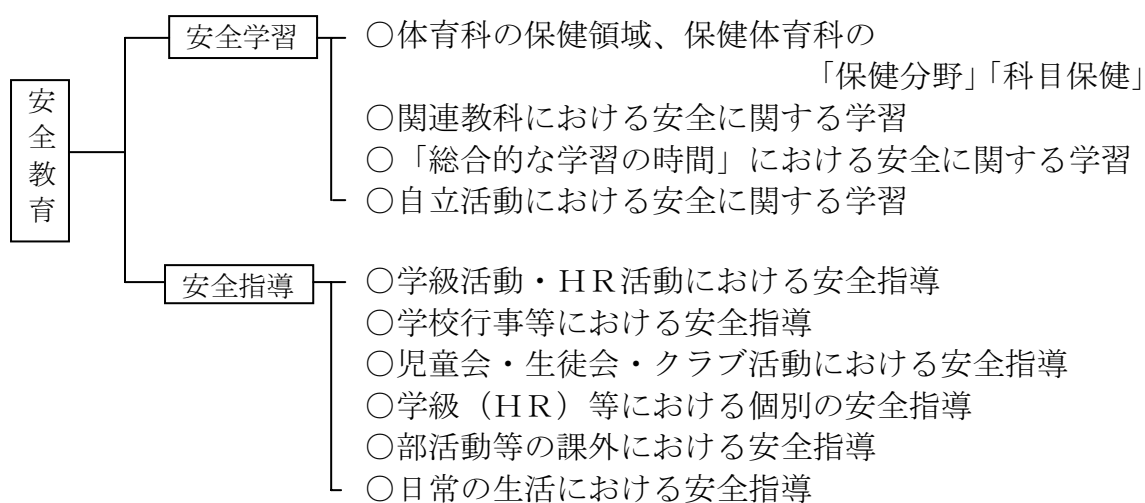 安全教育
安全学習
○体育科の保健領域、保健体育科の
「保健分野」「科目保健」
○関連教科における安全に関する学習
○「総合的な学習の時間」における安全に関する学習
○自立活動における安全に関する学習
安全指導
○学級活動・ＨＲ活動における安全指導
○学校行事等における安全指導
○児童会・生徒会・クラブ活動における安全指導
○学級（ＨＲ）等における個別の安全指導
○部活動等の課外における安全指導
○日常の生活における安全指導